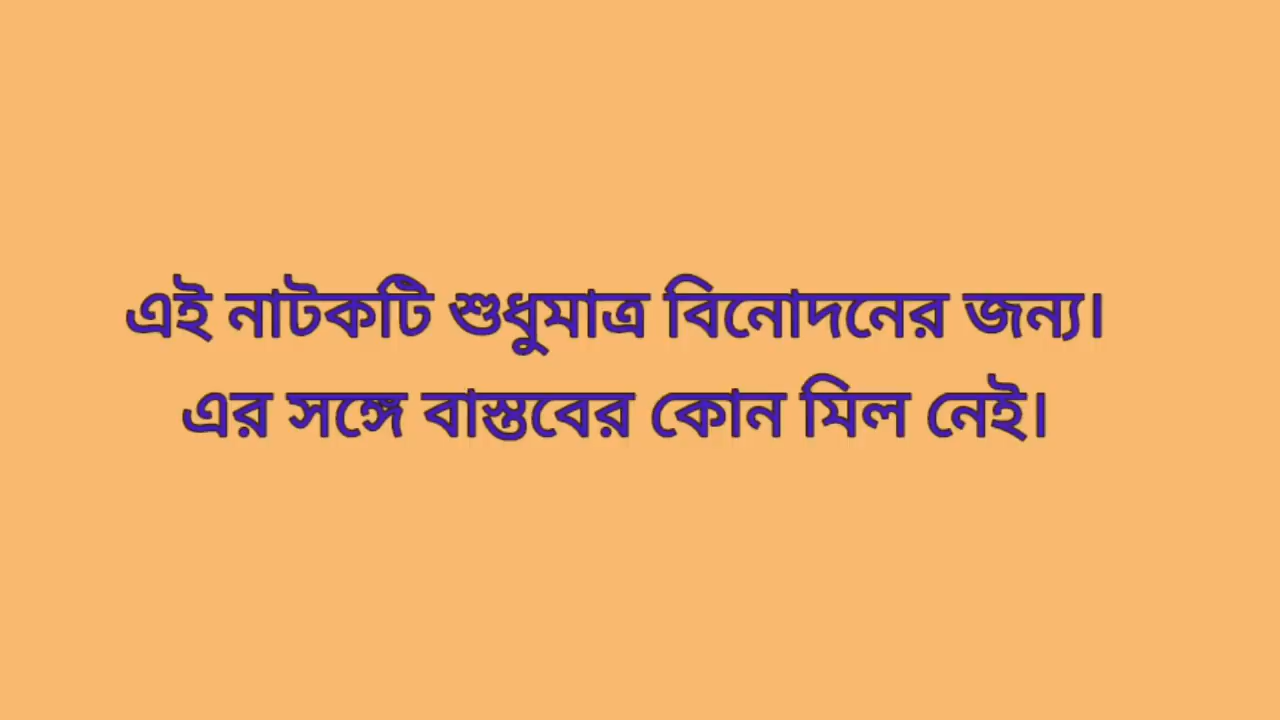 এই নাটকটি শুধুমাত্র বিনোদনের জন্য।
এর সঙ্গে বাস্তবের কোন মিল নেই।